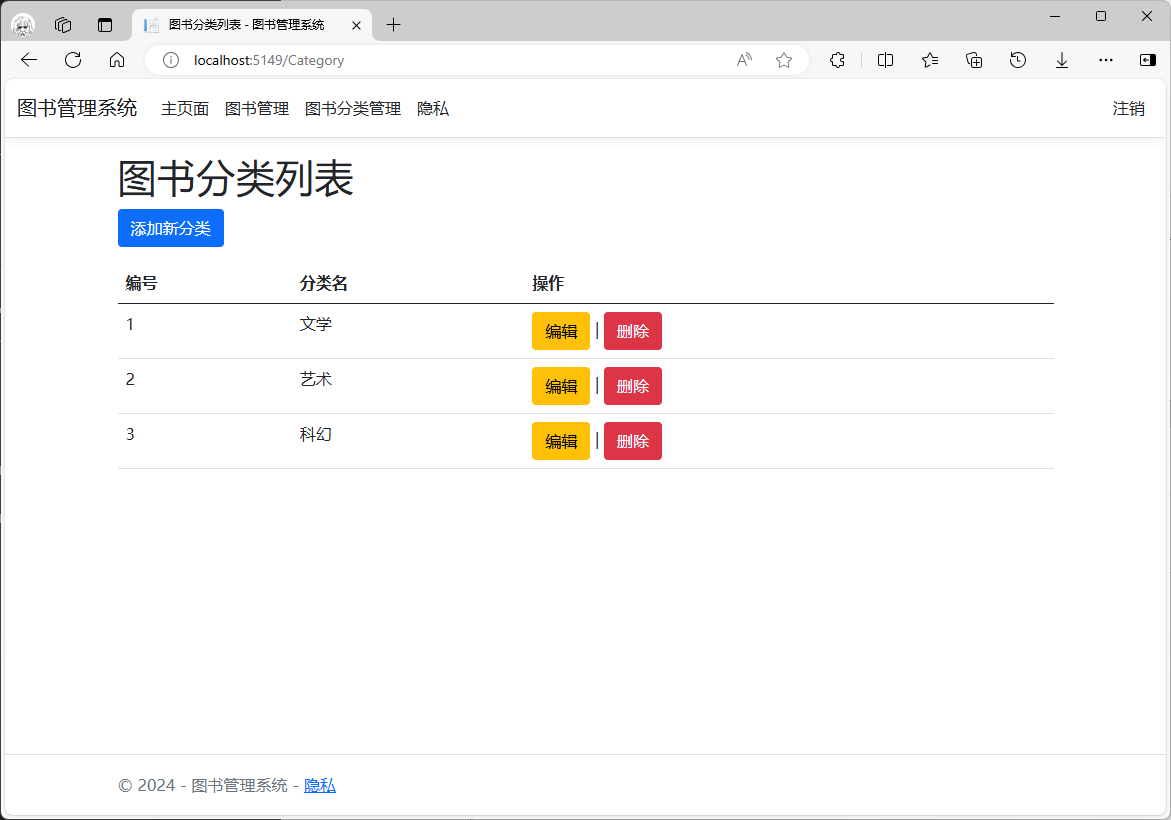 图书分类列表 - 图书管理系统
localhost:5149/Category
图书管理系统 主页面 图书管理 图书分类管理 隐私 注销
图书分类列表
添加新分类
编号 分类名 操作
1 文学 编辑 | 删除
2 艺术 编辑 | 删除
3 科幻 编辑 | 删除
© 2024 - 图书管理系统 - 隐私